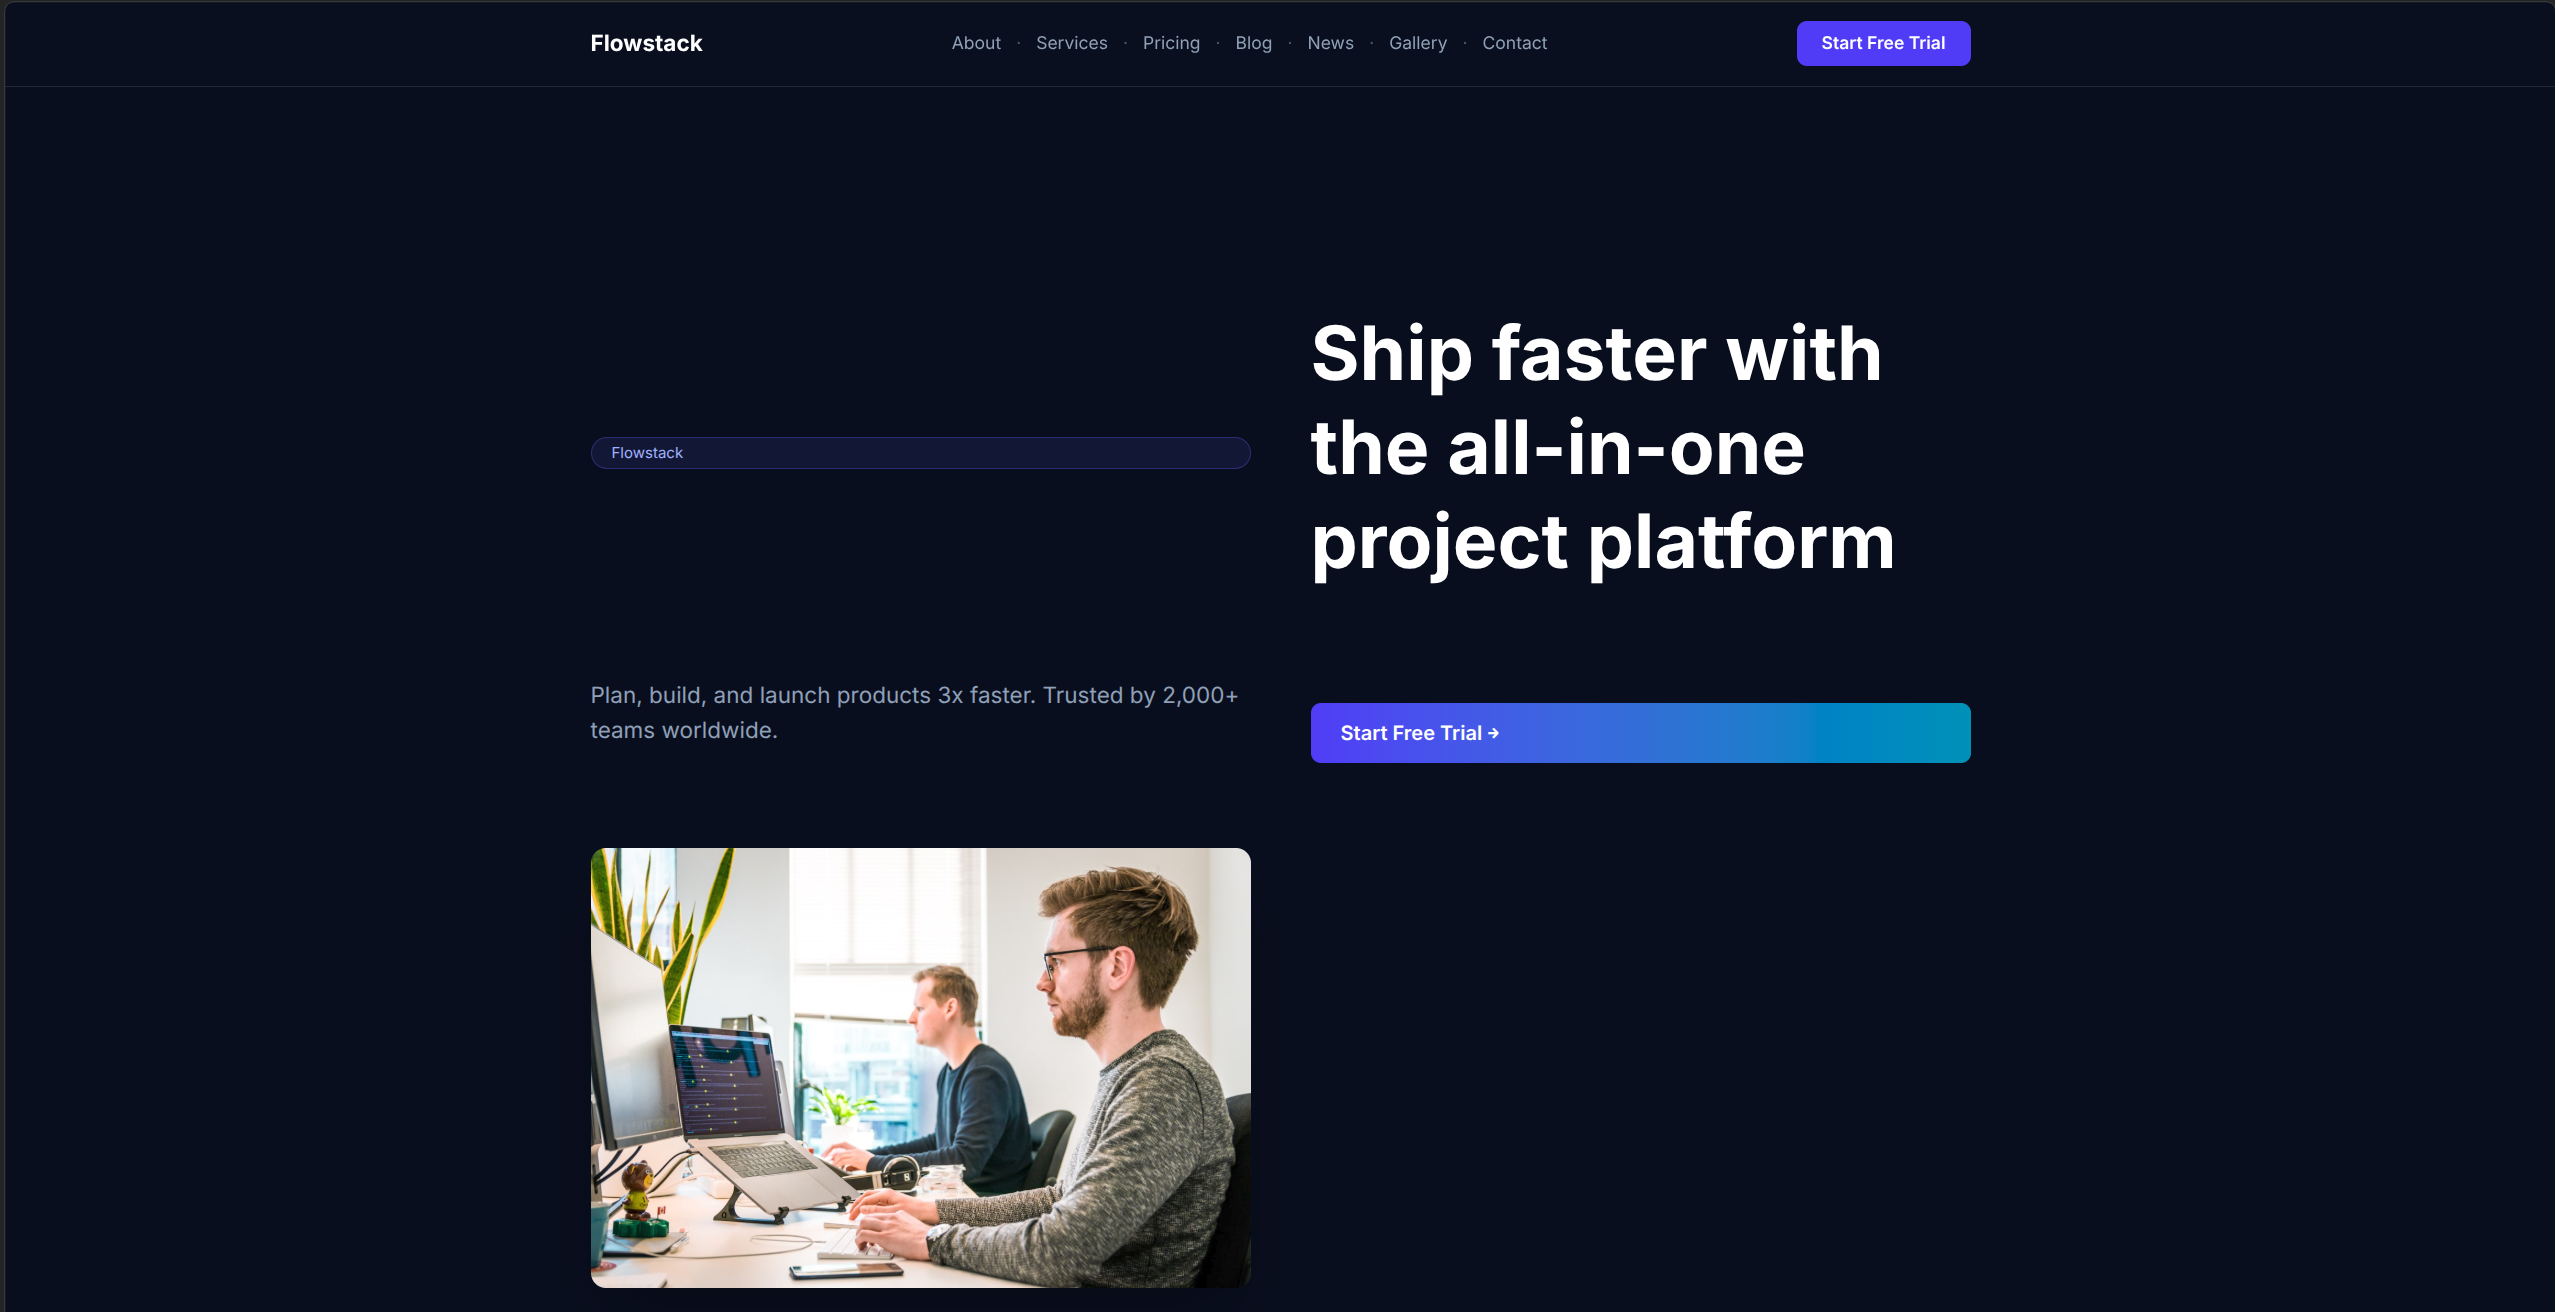 Flowstack
About · Services · Pricing · Blog · News · Gallery · Contact
Start Free Trial
Flowstack
Ship faster with
the all-in-one
project platform
Plan, build, and launch products 3x faster. Trusted by 2,000+
teams worldwide.
Start Free Trial →